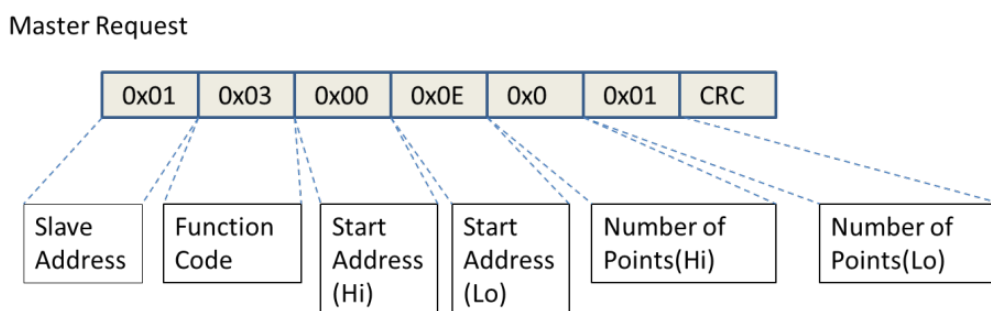 Master Request
0x01 0x03 0x00 0x0E 0x0 0x01 CRC
Slave
Address
Function
Code
Start
Address
(Hi)
Start
Address
(Lo)
Number of
Points(Hi)
Number of
Points(Lo)